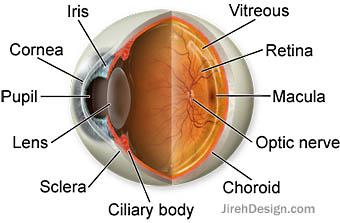 Iris
Cornea
Pupil
Lens
Sclera
Ciliary body
Vitreous
Retina
Macula
Optic nerve
Choroid
JirehDesign.com